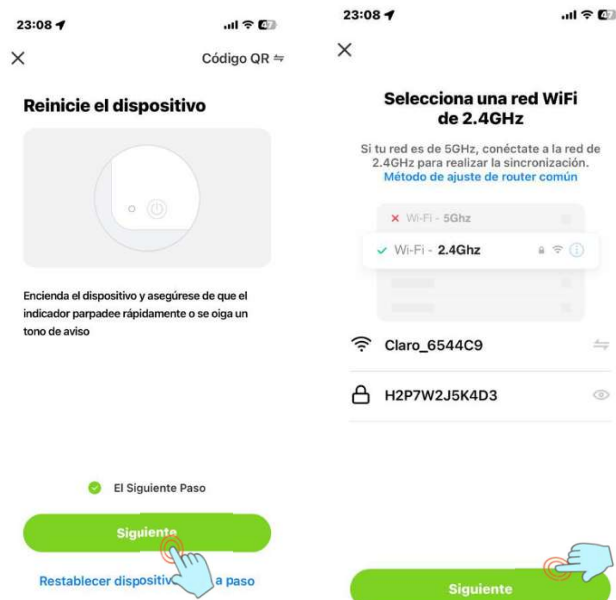 23:08
47
Código QR
Reinicie el dispositivo
Encienda el dispositivo y asegúrese de que el
indicador parpadee rápidamente o se oiga un
tono de aviso
El Siguiente Paso
Siguiente
Restablecer dispositiv a paso
23:08
47
Selecciona una red WiFi
de 2.4GHz
Si tu red es de 5GHz, conéctate a la red de
2.4GHz para realizar la sincronización.
Método de ajuste de router común
Wi-Fi - 5Ghz
Wi-Fi - 2.4Ghz
Claro_6544C9
H2P7W2J5K4D3
Siguiente